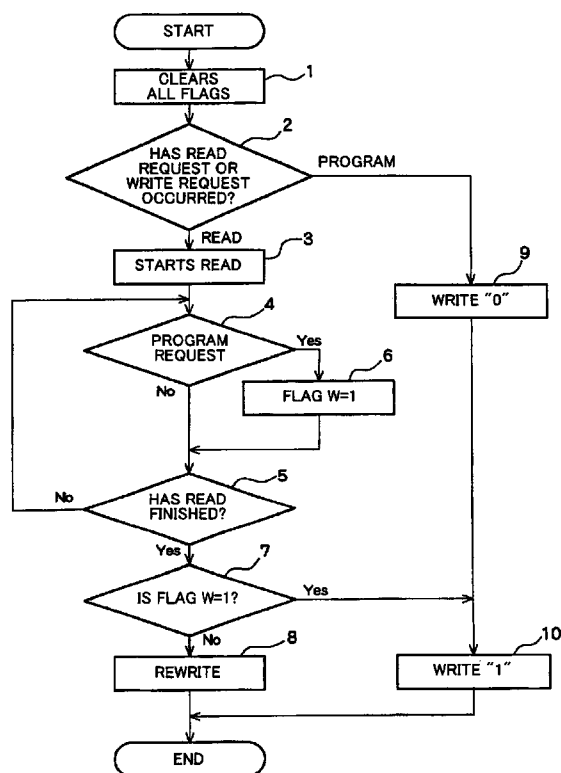 START
1
CLEARS
ALL FLAGS
2
HAS READ
REQUEST OR
WRITE REQUEST
OCCURRED?
PROGRAM
READ
3
STARTS READ
9
WRITE "0"
4
PROGRAM
REQUEST
Yes
6
No
FLAG W=1
5
HAS READ
FINISHED?
No
Yes
7
IS FLAG W=1?
Yes
No
8
REWRITE
10
WRITE "1"
END